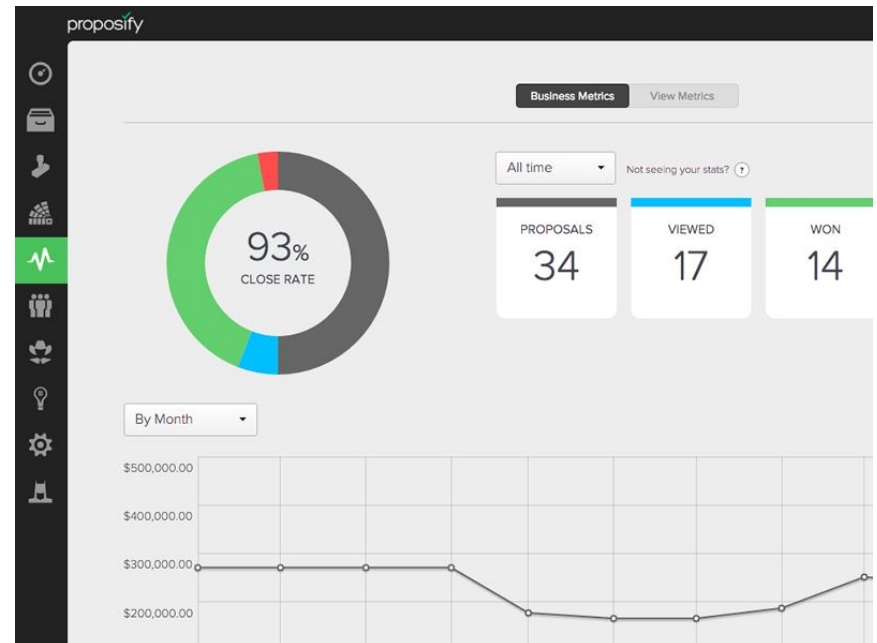 proposify
Business Metrics View Metrics
All time Not seeing your stats? ?
PROPOSALS VIEWED WON
34 17 14
93%
CLOSE RATE
By Month
$500,000.00
$400,000.00
$300,000.00
$200,000.00